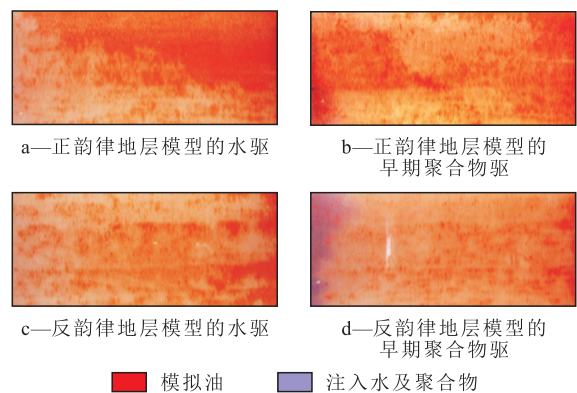 a—正韵律地层模型的水驱
b—正韵律地层模型的
早期聚合物驱
c—反韵律地层模型的水驱
d—反韵律地层模型的
早期聚合物驱
模拟油
注入水及聚合物